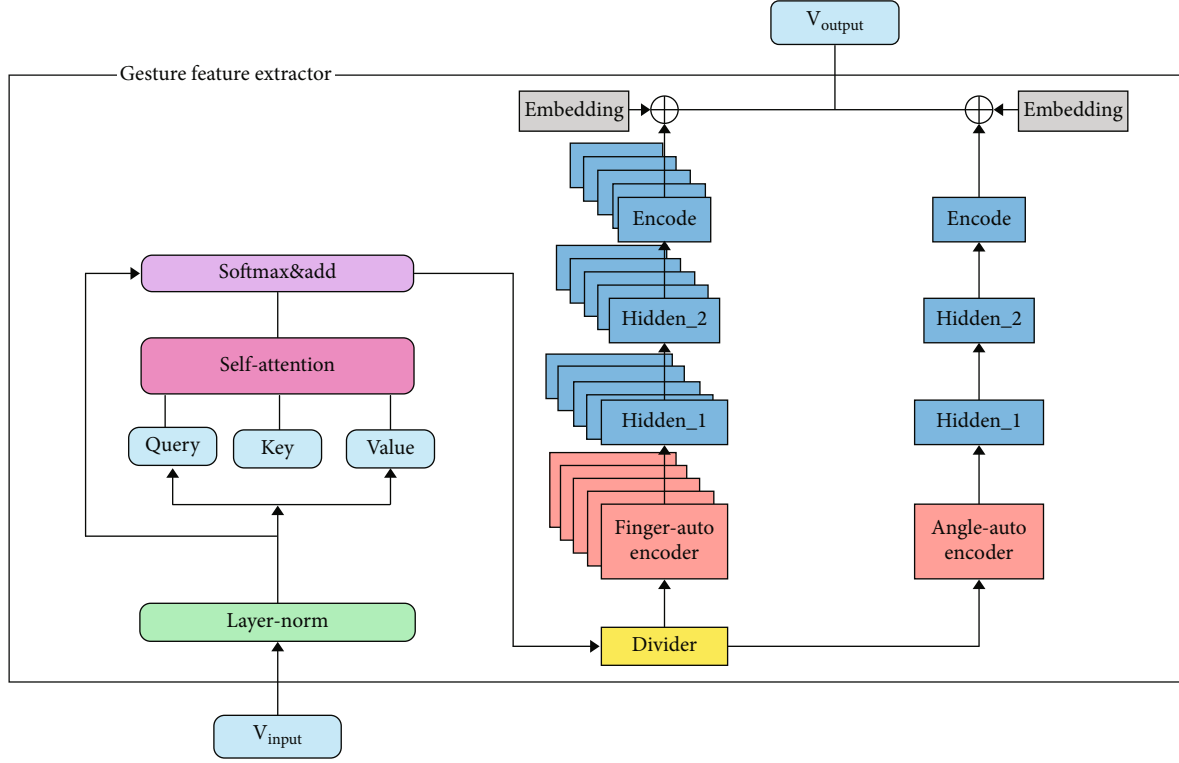 V_output
Gesture feature extractor
Embedding
Embedding
Encode
Encode
Softmax&add
Hidden_2
Hidden_2
Self-attention
Hidden_1
Hidden_1
Query
Key
Value
Finger-auto
encoder
Angle-auto
encoder
Layer-norm
Divider
V_input